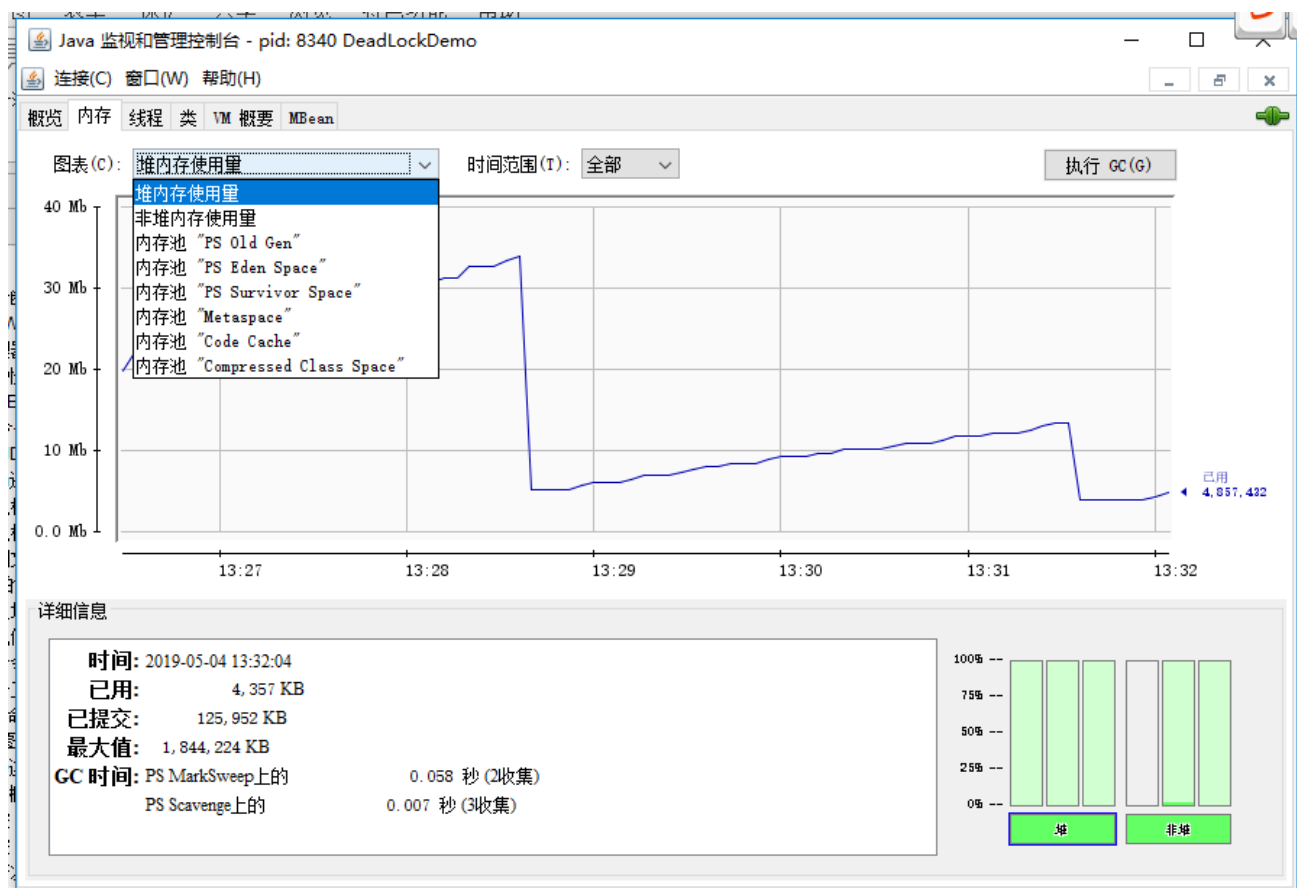 Java 监视和管理控制台 - pid: 8340 DeadLockDemo
连接(C) 窗口(W) 帮助(H)
概览 内存 线程 类 VM 概要 MBean
图表(C): 堆内存使用量 时间范围(T): 全部 执行 GC(G)
堆内存使用量
非堆内存使用量
内存池 "PS Old Gen"
内存池 "PS Eden Space"
内存池 "PS Survivor Space"
内存池 "Metaspace"
内存池 "Code Cache"
内存池 "Compressed Class Space"
40 Mb
30 Mb
20 Mb
10 Mb
0.0 Mb
已用
4,857,432
13:27 13:28 13:29 13:30 13:31 13:32
详细信息
时间: 2019-05-04 13:32:04
已用: 4,357 KB
已提交: 125,952 KB
最大值: 1,844,224 KB
GC 时间: PS MarkSweep上的 0.058 秒 (2收集)
PS Scavenge上的 0.007 秒 (3收集)
100% --
75% --
50% --
25% --
0% --
堆 非堆